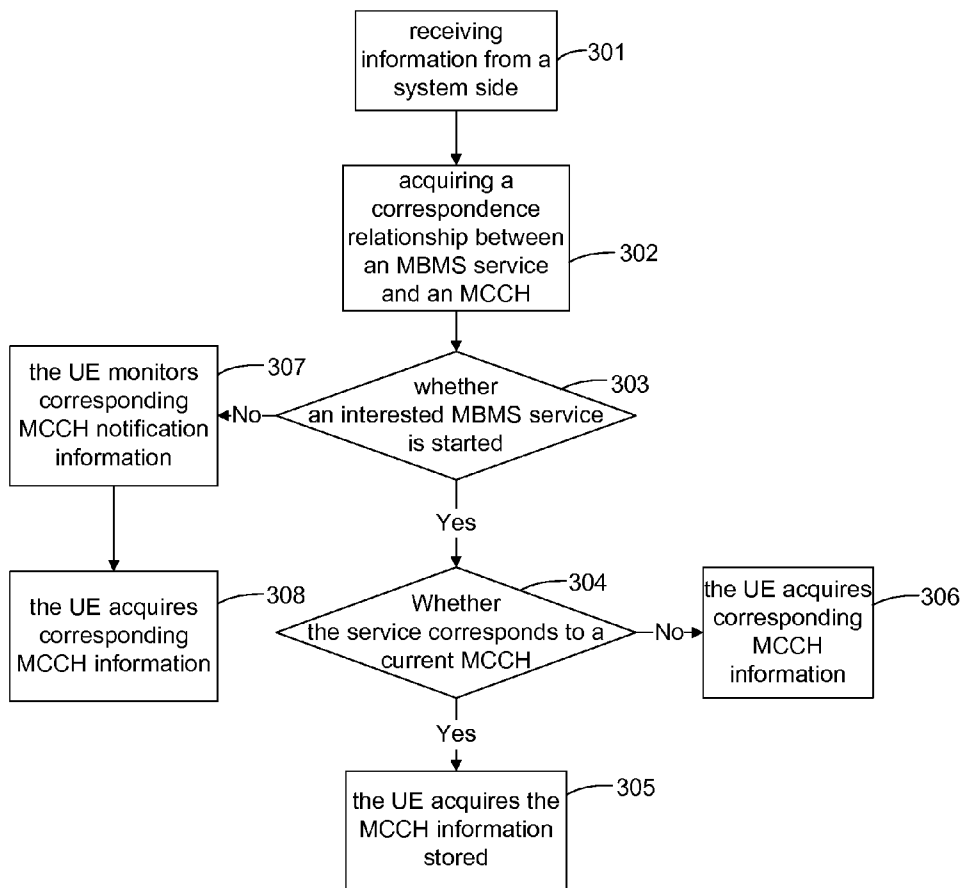 receiving
information from a
system side
301
acquiring a
correspondence
relationship between
an MBMS service
and an MCCH
302
whether
an interested MBMS service
is started
303
No
the UE monitors
corresponding
MCCH notification
information
307
Yes
the UE acquires
corresponding
MCCH information
308
Whether
the service corresponds to a
current MCCH
304
No
the UE acquires
corresponding
MCCH
information
306
Yes
the UE acquires the
MCCH information
stored
305